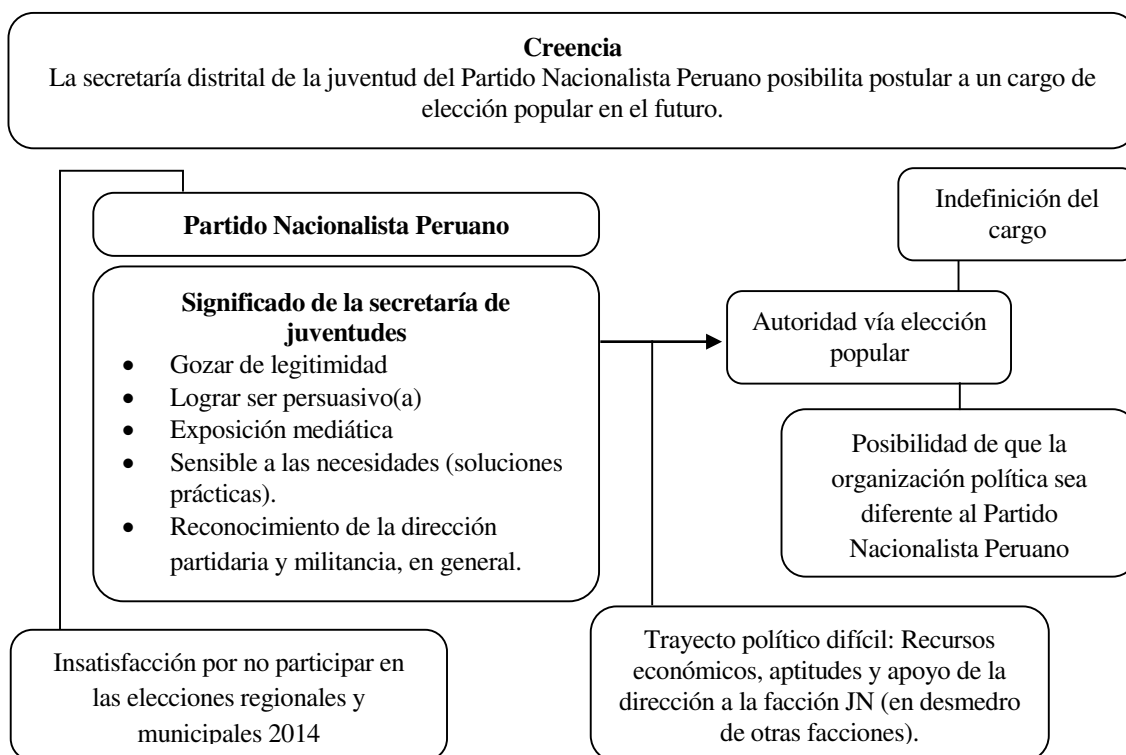 Creencia
La secretaría distrital de la juventud del Partido Nacionalista Peruano posibilita postular a un cargo de
elección popular en el futuro.
Partido Nacionalista Peruano
Significado de la secretaría de
juventudes
• Gozar de legitimidad
• Lograr ser persuasivo(a)
• Exposición mediática
• Sensible a las necesidades (soluciones
prácticas).
• Reconocimiento de la dirección
partidaria y militancia, en general.
Indefinición del
cargo
Autoridad vía elección
popular
Posibilidad de que la
organización política sea
diferente al Partido
Nacionalista Peruano
Insatisfacción por no participar en
las elecciones regionales y
municipales 2014
Trayecto político difícil: Recursos
económicos, aptitudes y apoyo de la
dirección a la facción JN (en desmedro
de otras facciones).